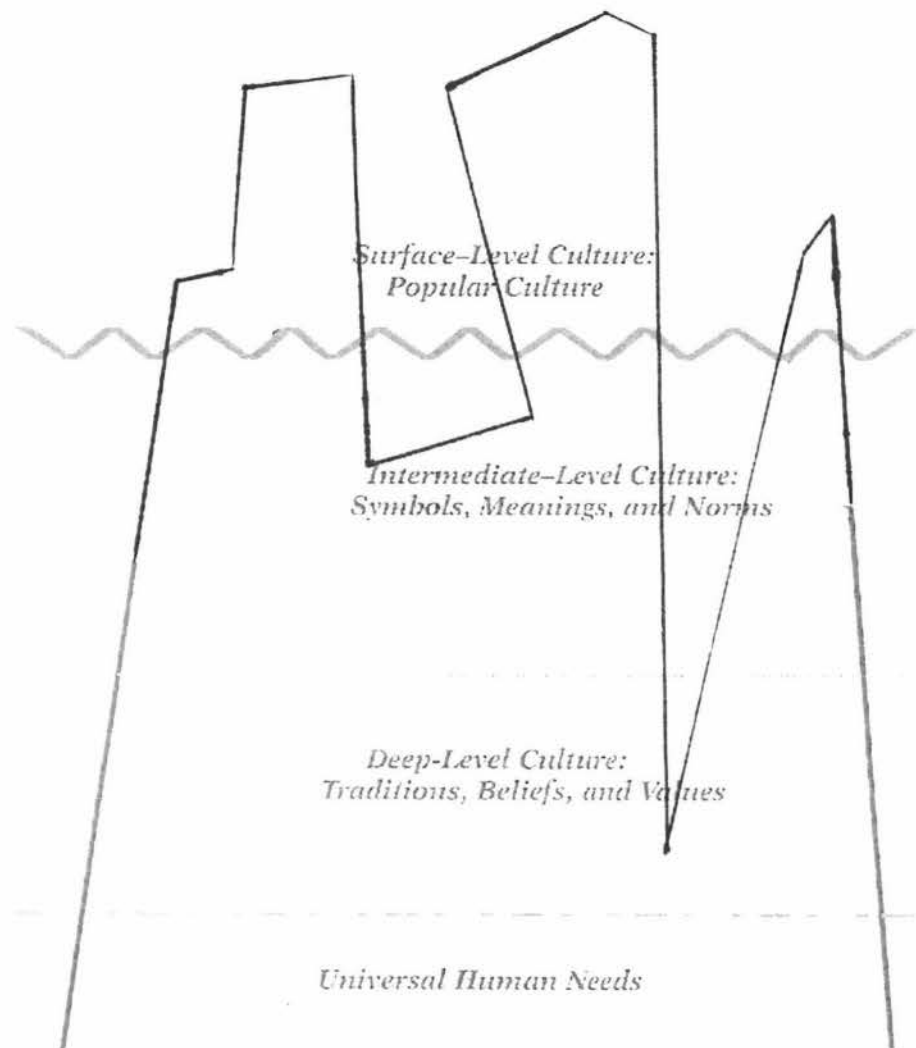 Surface–Level Culture:
Popular Culture
Intermediate–Level Culture:
Symbols, Meanings, and Norms
Deep-Level Culture:
Traditions, Beliefs, and Values
Universal Human Needs